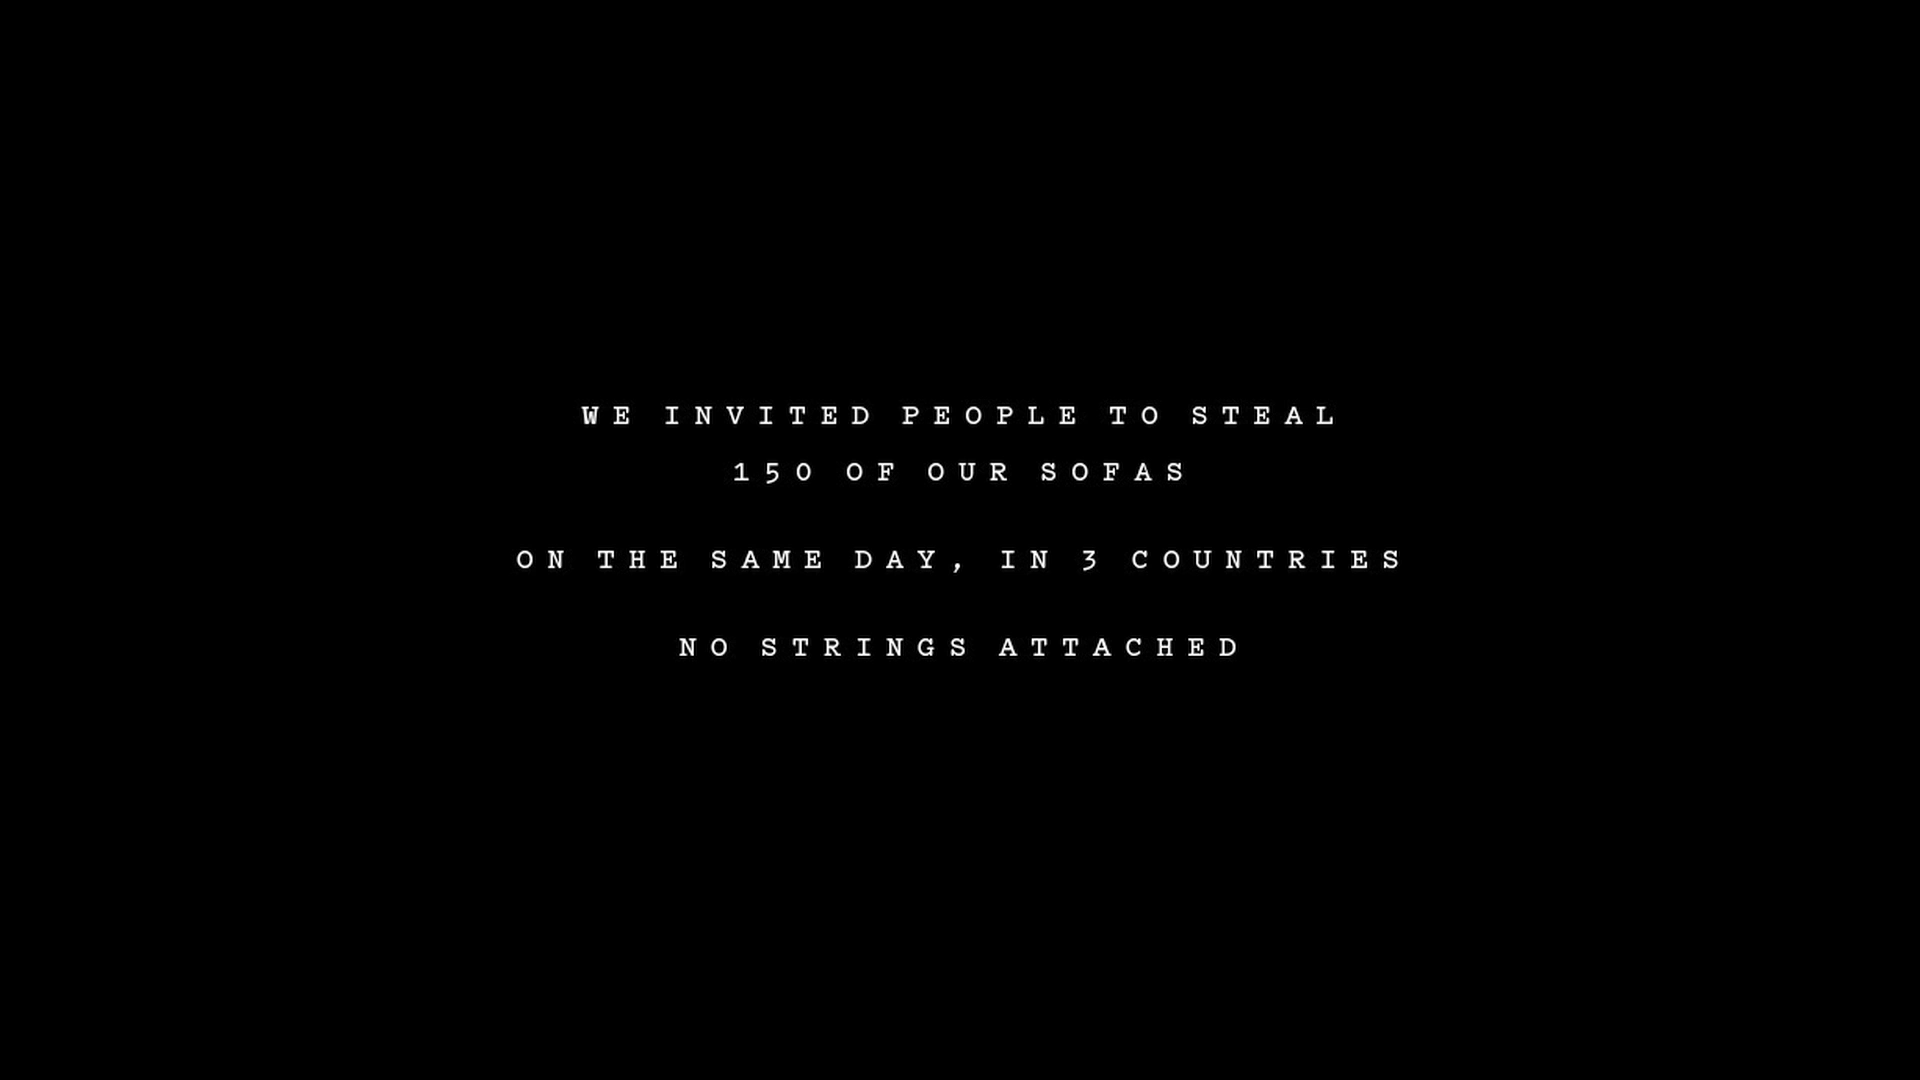 WE INVITED PEOPLE TO STEAL
150 OF OUR SOFAS
ON THE SAME DAY, IN 3 COUNTRIES
NO STRINGS ATTACHED